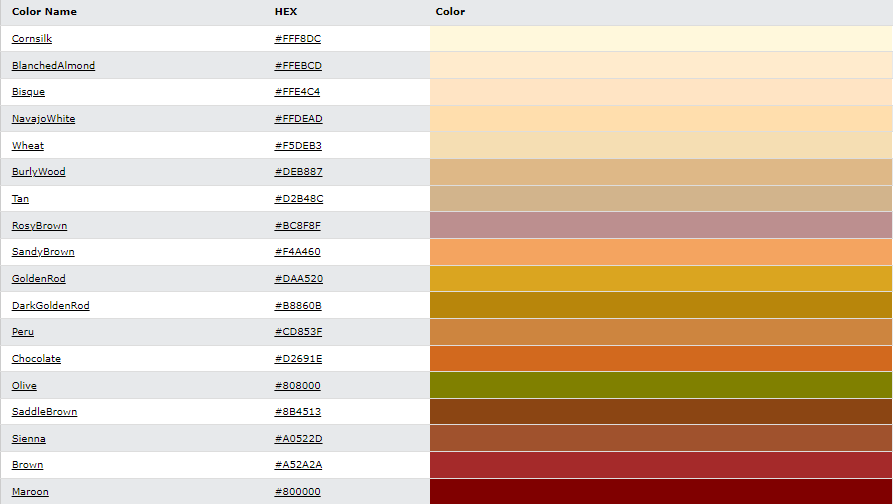 Color Name HEX Color
Cornsilk #FFF8DC
BlanchedAlmond #FFEBCD
Bisque #FFE4C4
NavajoWhite #FFDEAD
Wheat #F5DEB3
BurlyWood #DEB887
Tan #D2B48C
RosyBrown #BC8F8F
SandyBrown #F4A460
GoldenRod #DAA520
DarkGoldenRod #B8860B
Peru #CD853F
Chocolate #D2691E
Olive #808000
SaddleBrown #8B4513
Sienna #A0522D
Brown #A52A2A
Maroon #800000